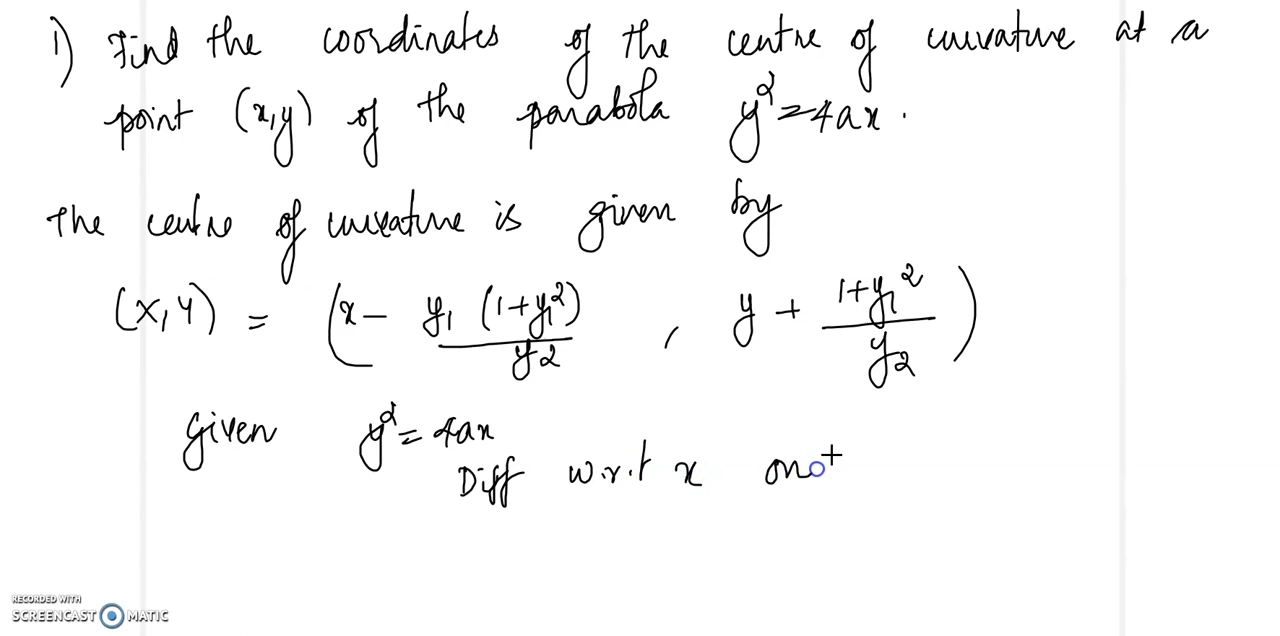 1) Find the coordinates of the centre of curvature at a
point (x,y) of the parabola y² = 4ax.
The centre of curvature is given by
(X,Y) = (x - y₁(1+y₁²)/y₂ , y + (1+y₁²)/y₂)
Given y² = 4ax
Diff w.r.t x
RECORDED WITH
SCREENCAST MATIC